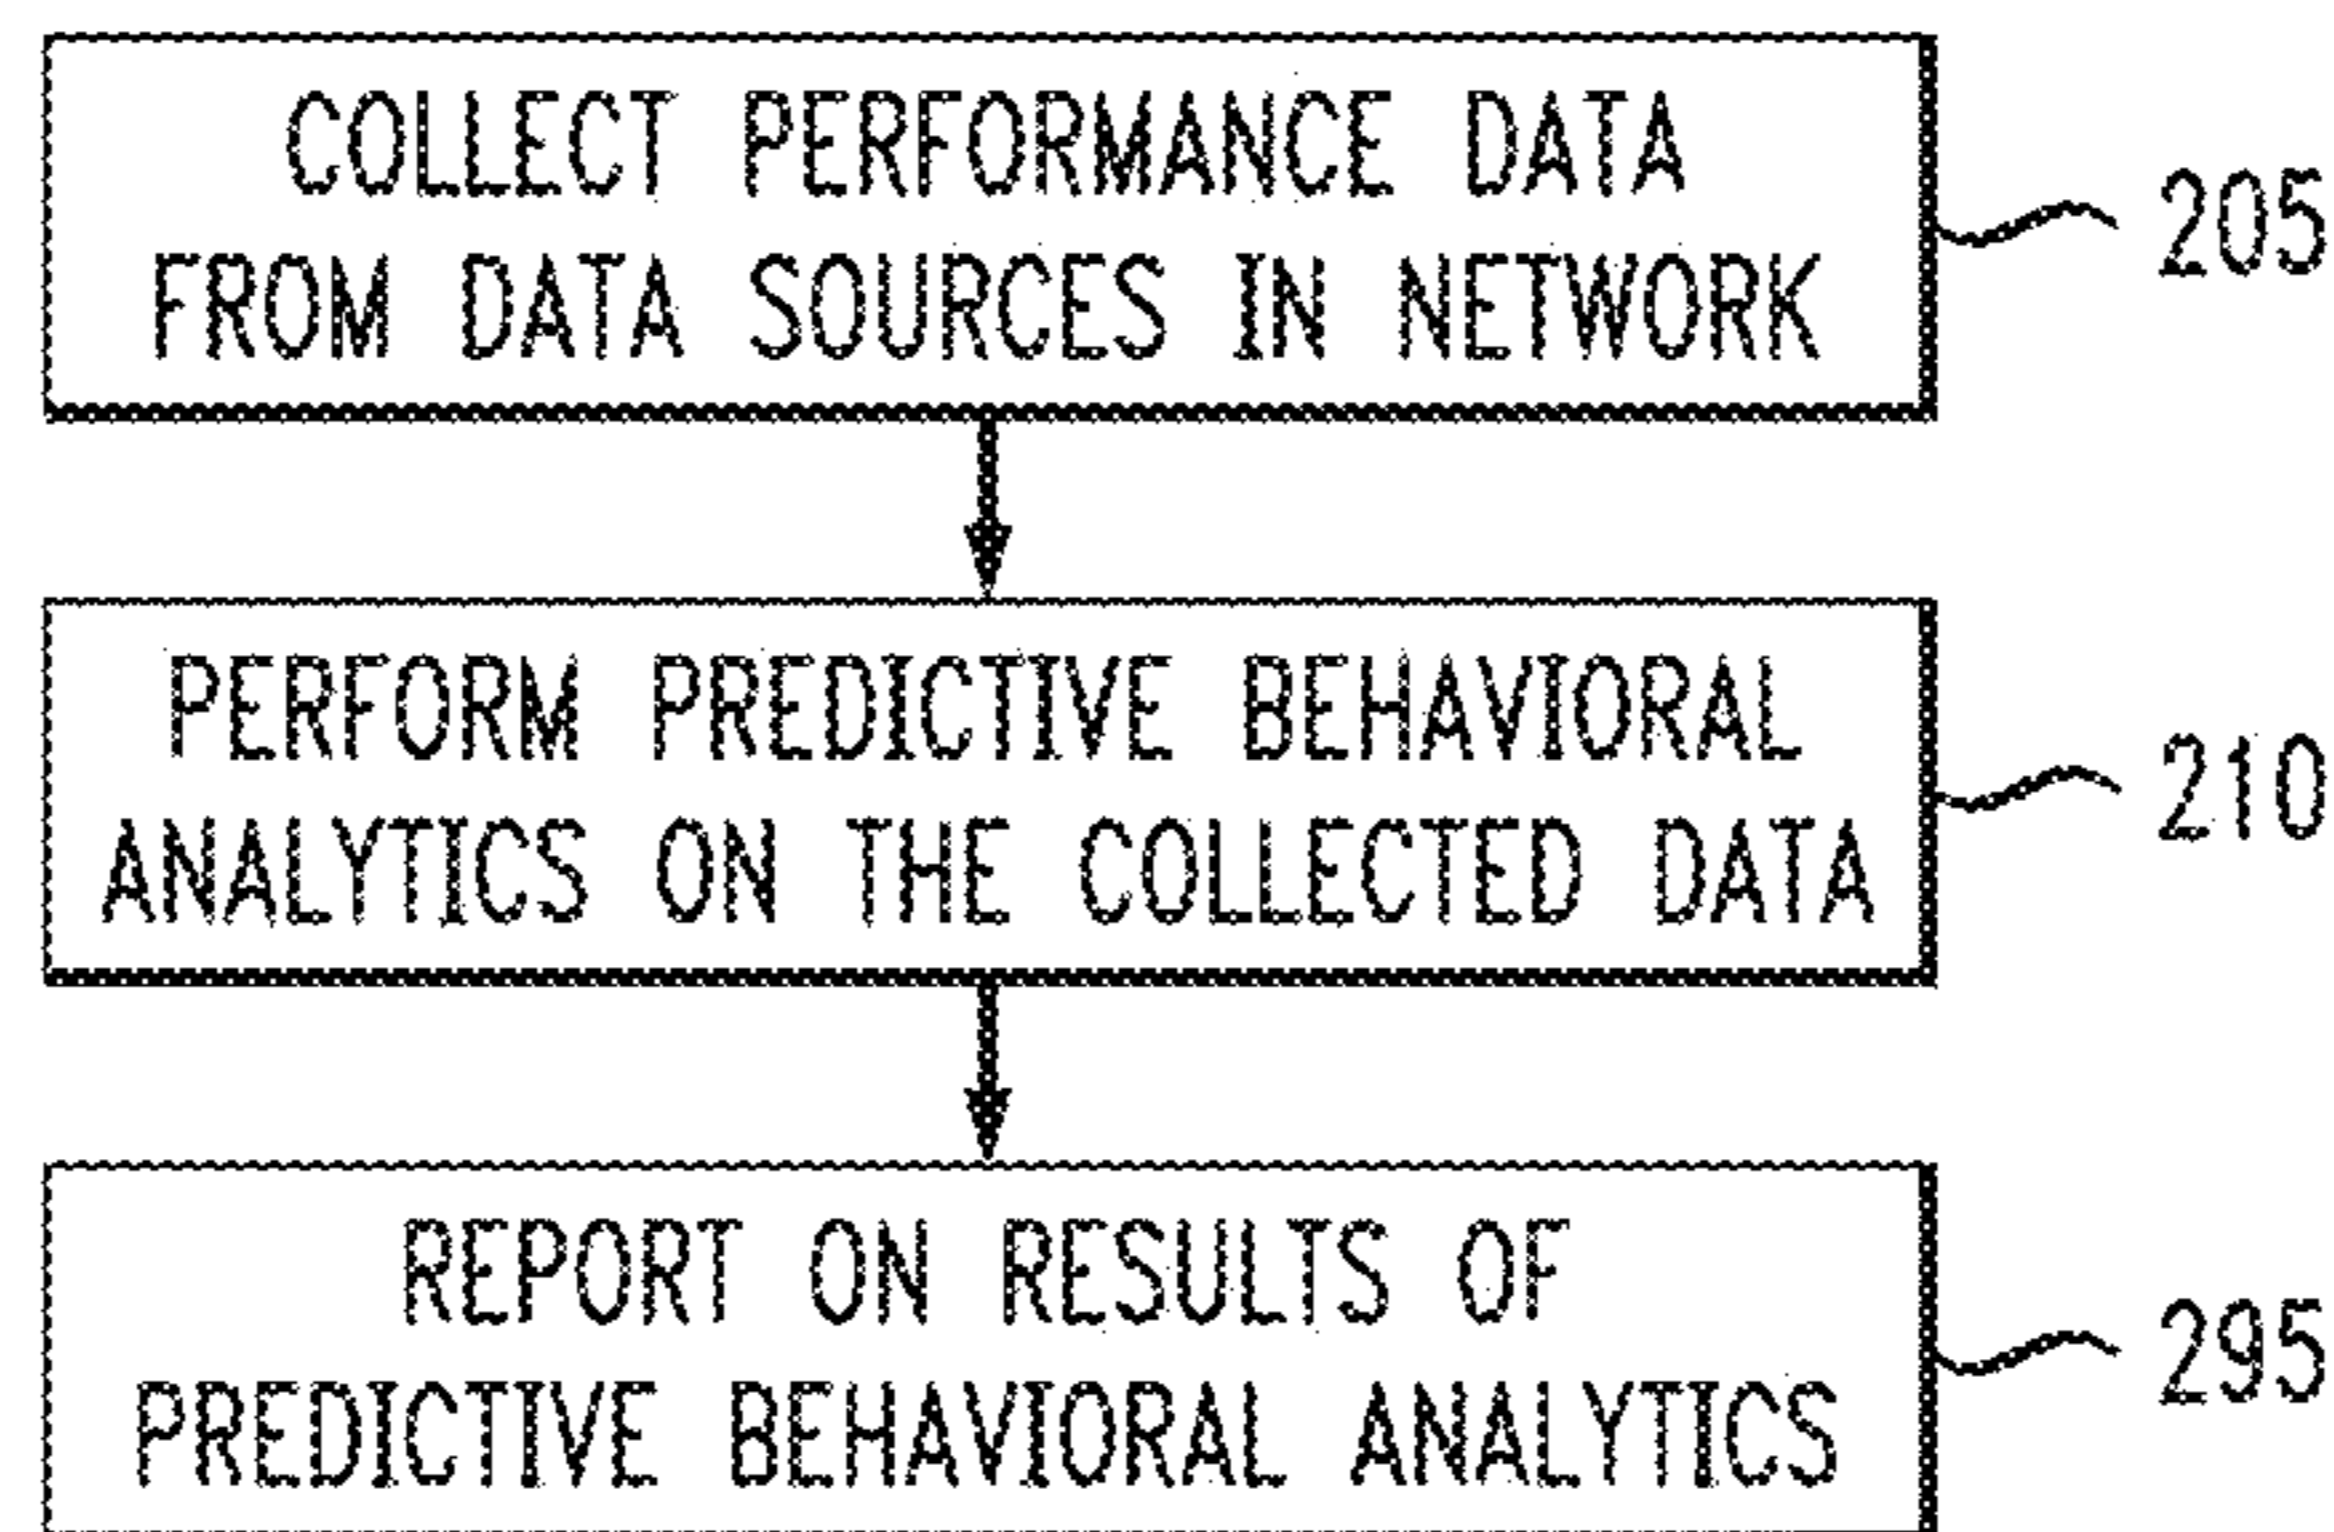 COLLECT PERFORMANCE DATA
FROM DATA SOURCES IN NETWORK
205
PERFORM PREDICTIVE BEHAVIORAL
ANALYTICS ON THE COLLECTED DATA
210
REPORT ON RESULTS OF
PREDICTIVE BEHAVIORAL ANALYTICS
295